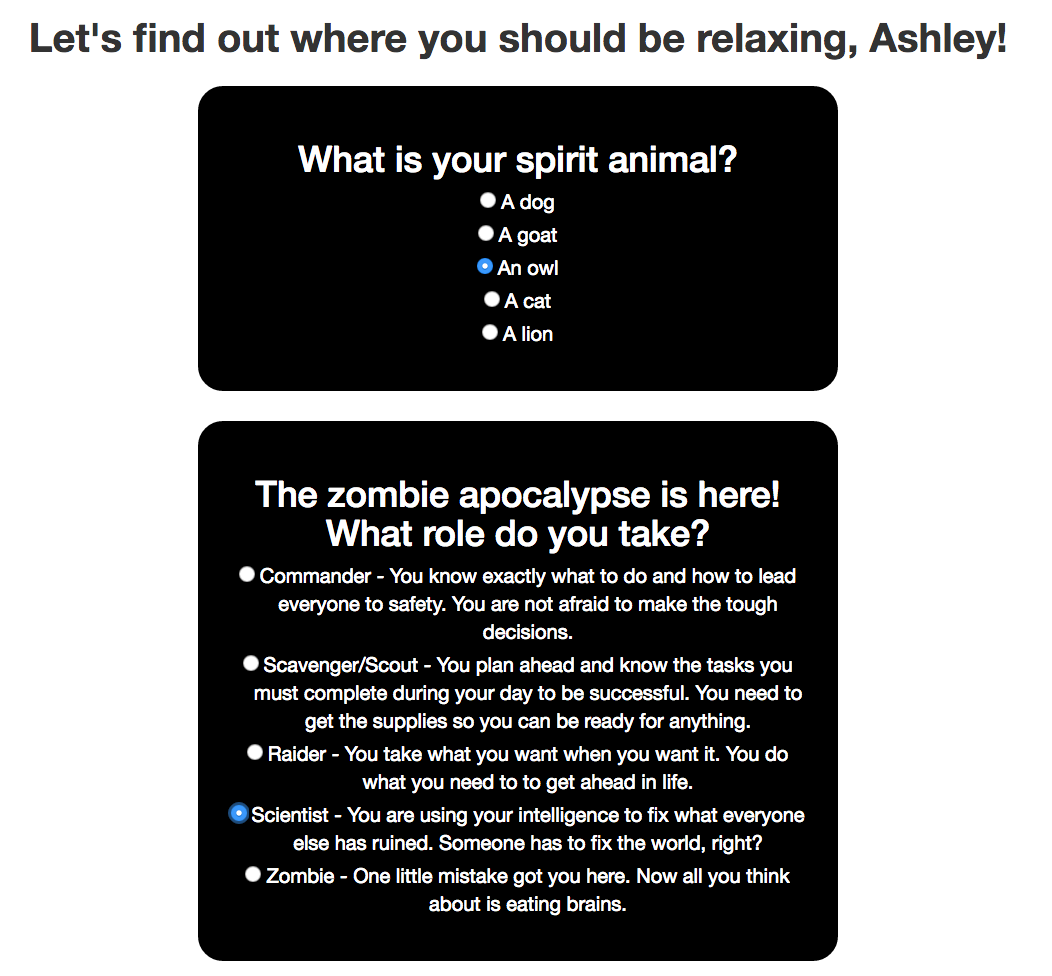 Let's find out where you should be relaxing, Ashley!
What is your spirit animal?
A dog
A goat
An owl
A cat
A lion
The zombie apocalypse is here!
What role do you take?
Commander - You know exactly what to do and how to lead
everyone to safety. You are not afraid to make the tough
decisions.
Scavenger/Scout - You plan ahead and know the tasks you
must complete during your day to be successful. You need to
get the supplies so you can be ready for anything.
Raider - You take what you want when you want it. You do
what you need to to get ahead in life.
Scientist - You are using your intelligence to fix what everyone
else has ruined. Someone has to fix the world, right?
Zombie - One little mistake got you here. Now all you think
about is eating brains.